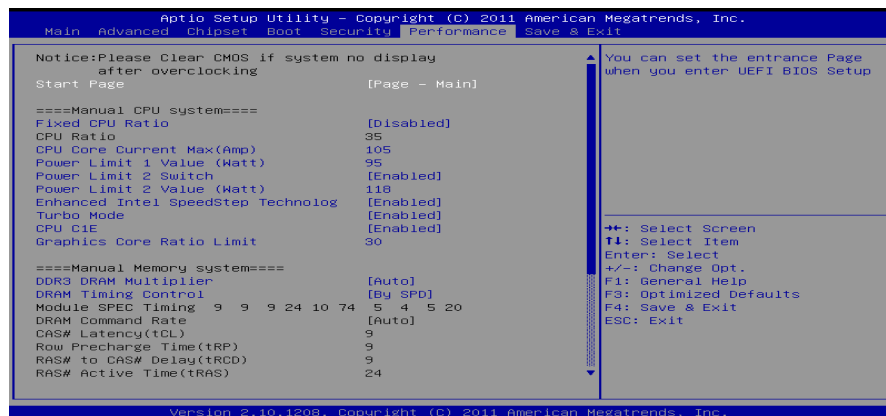 Aptio Setup Utility – Copyright (C) 2011 American Megatrends, Inc.
Main Advanced Chipset Boot Security Performance Save & Exit
Notice:Please Clear CMOS if system no display
after overclocking
Start Page [Page – Main]
====Manual CPU system====
Fixed CPU Ratio [Disabled]
CPU Ratio 35
CPU Core Current Max(Amp) 105
Power Limit 1 Value (Watt) 95
Power Limit 2 Switch [Enabled]
Power Limit 2 Value (Watt) 118
Enhanced Intel SpeedStep Technolog [Enabled]
Turbo Mode [Enabled]
CPU C1E [Enabled]
Graphics Core Ratio Limit 30
====Manual Memory system====
DDR3 DRAM Multiplier [Auto]
DRAM Timing Control [By SPD]
Module SPEC Timing 9 9 9 24 10 74 5 4 5 20
DRAM Command Rate [Auto]
CAS# Latency(tCL) 9
Row Precharge Time(tRP) 9
RAS# to CAS# Delay(tRCD) 9
RAS# Active Time(tRAS) 24
You can set the entrance Page
when you enter UEFI BIOS Setup
→←: Select Screen
↑↓: Select Item
Enter: Select
+/-: Change Opt.
F1: General Help
F3: Optimized Defaults
F4: Save & Exit
ESC: Exit
Version 2.10.1208. Copyright (C) 2011 American Megatrends, Inc.